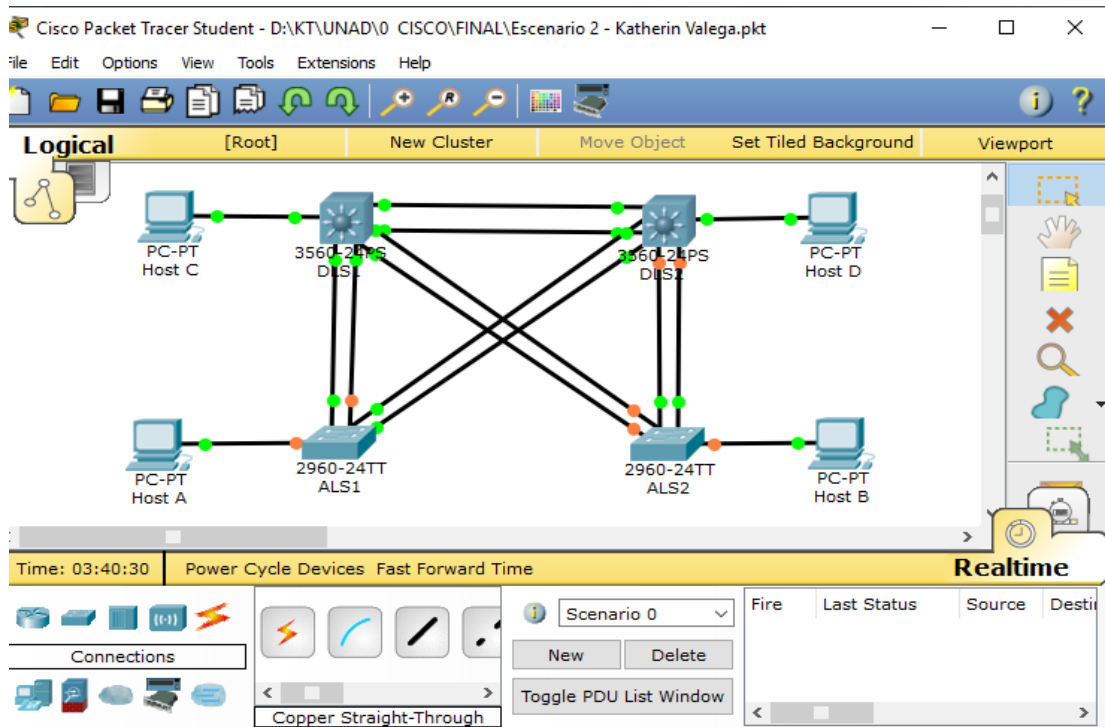 Cisco Packet Tracer Student - D:\KT\UNAD\0 CISCO\FINAL\Escenario 2 - Katherin Valega.pkt
File Edit Options View Tools Extensions Help
Logical [Root] New Cluster Move Object Set Tiled Background Viewport
3560-24PS
DLS1
3560-24PS
DLS2
PC-PT
Host C
PC-PT
Host D
2960-24TT
ALS1
2960-24TT
ALS2
PC-PT
Host A
PC-PT
Host B
Time: 03:40:30 Power Cycle Devices Fast Forward Time Realtime
Connections
Copper Straight-Through
Scenario 0
New Delete
Toggle PDU List Window
Fire Last Status Source Destin